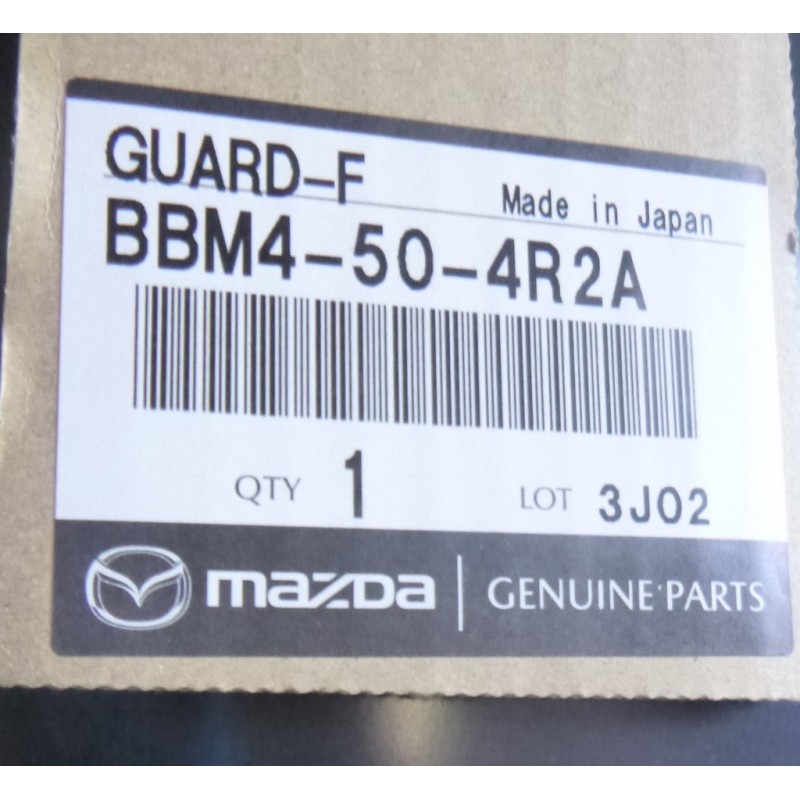 GUARD-F
Made in Japan
BBM4-50-4R2A
QTY 1 LOT 3J02
mazda GENUINE PARTS